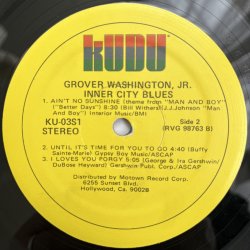 KUDU
GROVER WASHINGTON, JR.
INNER CITY BLUES
1. AIN'T NO SUNSHINE (theme from "MAN AND BOY"
("Better Days") 8:30 (Bill Withers)(J.J.Johnson "Man
And Boy") Interior Music/BMI
KU-03S1
STEREO
Side 2
(RVG 98763 B)
2. UNTIL IT'S TIME FOR YOU TO GO 4:40 (Buffy
Sainte-Marie) Gypsy Boy Music/ASCAP
3. I LOVES YOU PORGY 5:05 (George & Ira Gershwin/
DuBose Heyward) Gershwin Publ. Corp./ASCAP
Distributed by Motown Record Corp.
6255 Sunset Blvd.
Hollywood, Ca. 90028